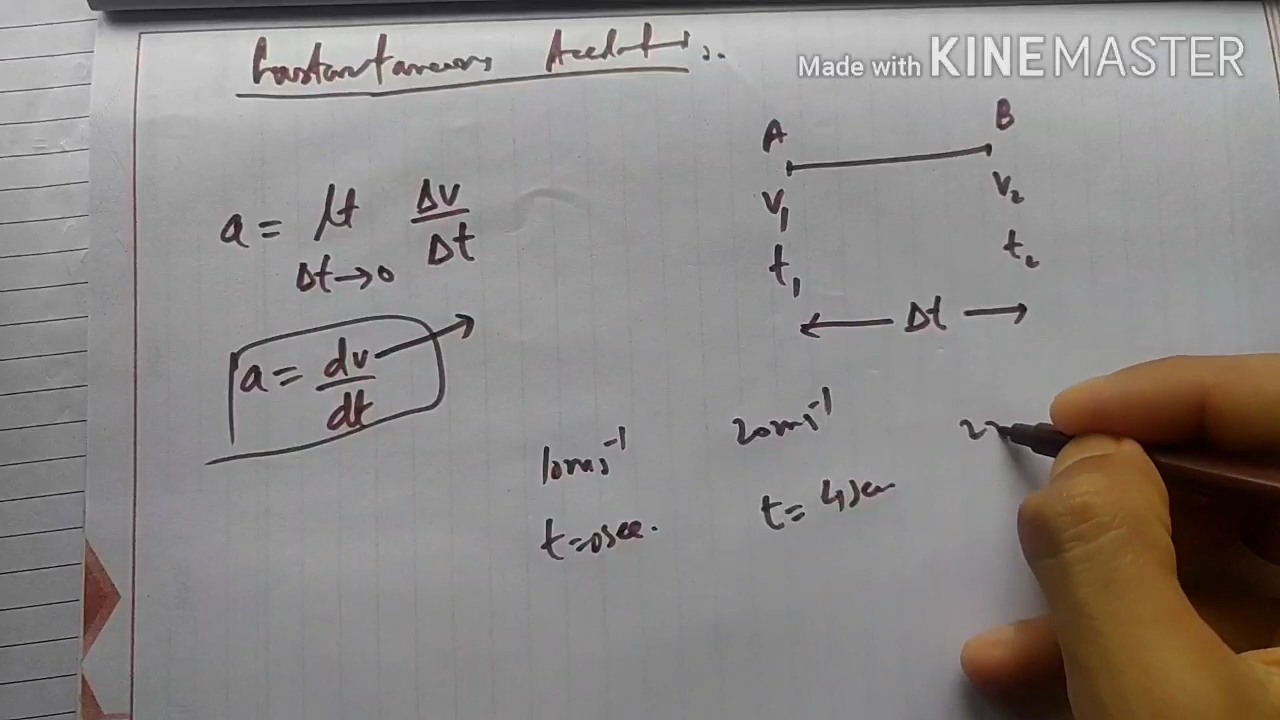 Instantaneous Acceleration :-
Made with KINEMASTER
a = lt Δv/Δt
Δt→0
a = dv/dt
A B
v₁ v₂
t₁ t₂
← Δt →
10ms⁻¹ 20ms⁻¹
t=0sec. t= 4sec